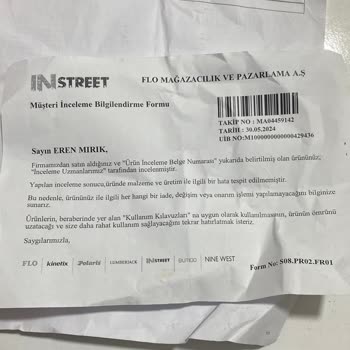 INSTREET
FLO MAĞAZACILIK VE PAZARLAMA A.Ş
Müşteri İnceleme Bilgilendirme Formu
TAKİP NO : MA04459142
TARİH : 30.05.2024
UİB NO:M1000000000000429436
Sayın EREN MIRIK,
Firmamızdan satın aldığınız ve "Ürün İnceleme Belge Numarası" yukarıda belirtilmiş olan ürününüz,
"İnceleme Uzmanlarımız" tarafından incelenmiştir.
Yapılan inceleme sonucu,üründe malzeme ve üretim ile ilgili bir hata tespit edilmemiştir.
Bu nedenle, ürününüz ile ilgili her hangi bir iade, değişim veya onarım işlemi yapılamayacağını bilginize
sunarız.
Ürünlerin, beraberinde yer alan "Kullanım Kılavuzları" na uygun olarak kullanılmasının, ürünün ömrünü
uzatacağı ve size daha rahat kullanım sağlayacağını tekrar hatırlatmak isteriz.
Saygılarımızla,
FLO kinetix Polaris LUMBERJACK INSTREET BUTIGO NINE WEST
Form No: S08.PR02.FR01